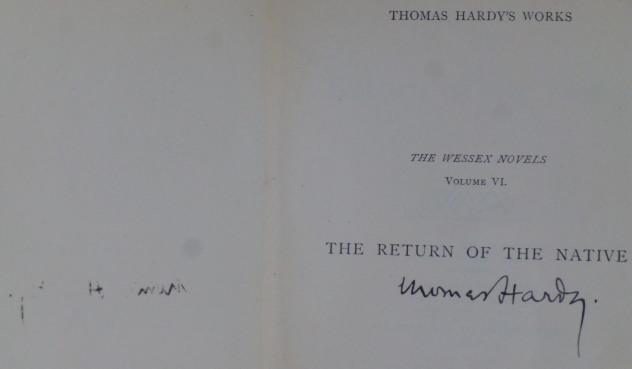 THOMAS HARDY'S WORKS
THE WESSEX NOVELS
VOLUME VI.
THE RETURN OF THE NATIVE
Thomas Hardy.